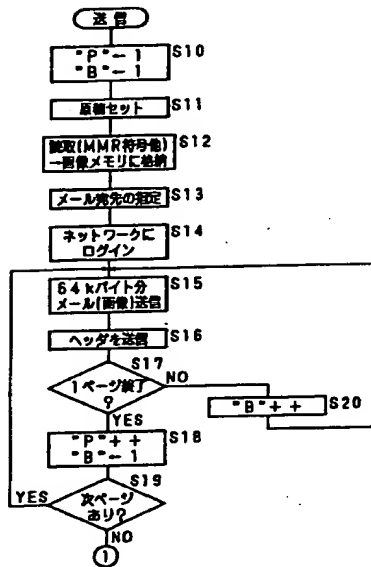 送信
"P"←1
"B"←1
S10
原稿セット
S11
読取(MMR符号他)
→画像メモリに格納
S12
メール宛先の指定
S13
ネットワークに
ログイン
S14
64kバイト分
メール(画像)送信
S15
ヘッダを送信
S16
S17
1ページ終了
?
NO
YES
"B"++
S20
"P"++
"B"←1
S18
S19
次ページ
あり?
YES
NO
1